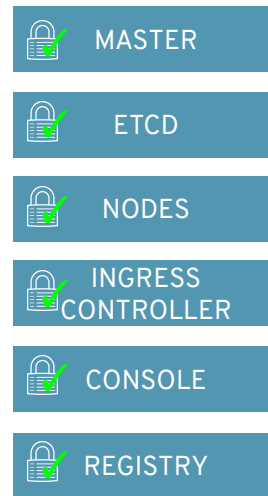 MASTER
ETCD
NODES
INGRESS
CONTROLLER
CONSOLE
REGISTRY